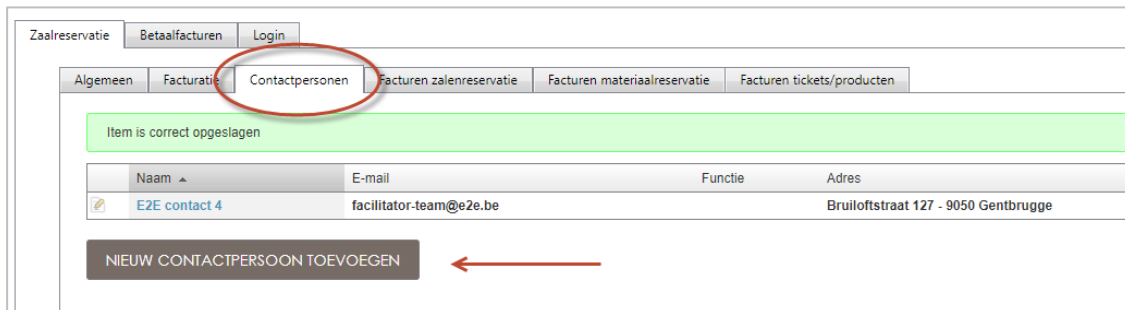 Zaalreservatie Betaalfacturen Login
Algemeen Facturatie Contactpersonen Facturen zalenreservatie Facturen materiaalreservatie Facturen tickets/producten
Item is correct opgeslagen
Naam E-mail Functie Adres
E2E contact 4 facilitator-team@e2e.be Bruiloftstraat 127 - 9050 Gentbrugge
NIEUW CONTACTPERSOON TOEVOEGEN